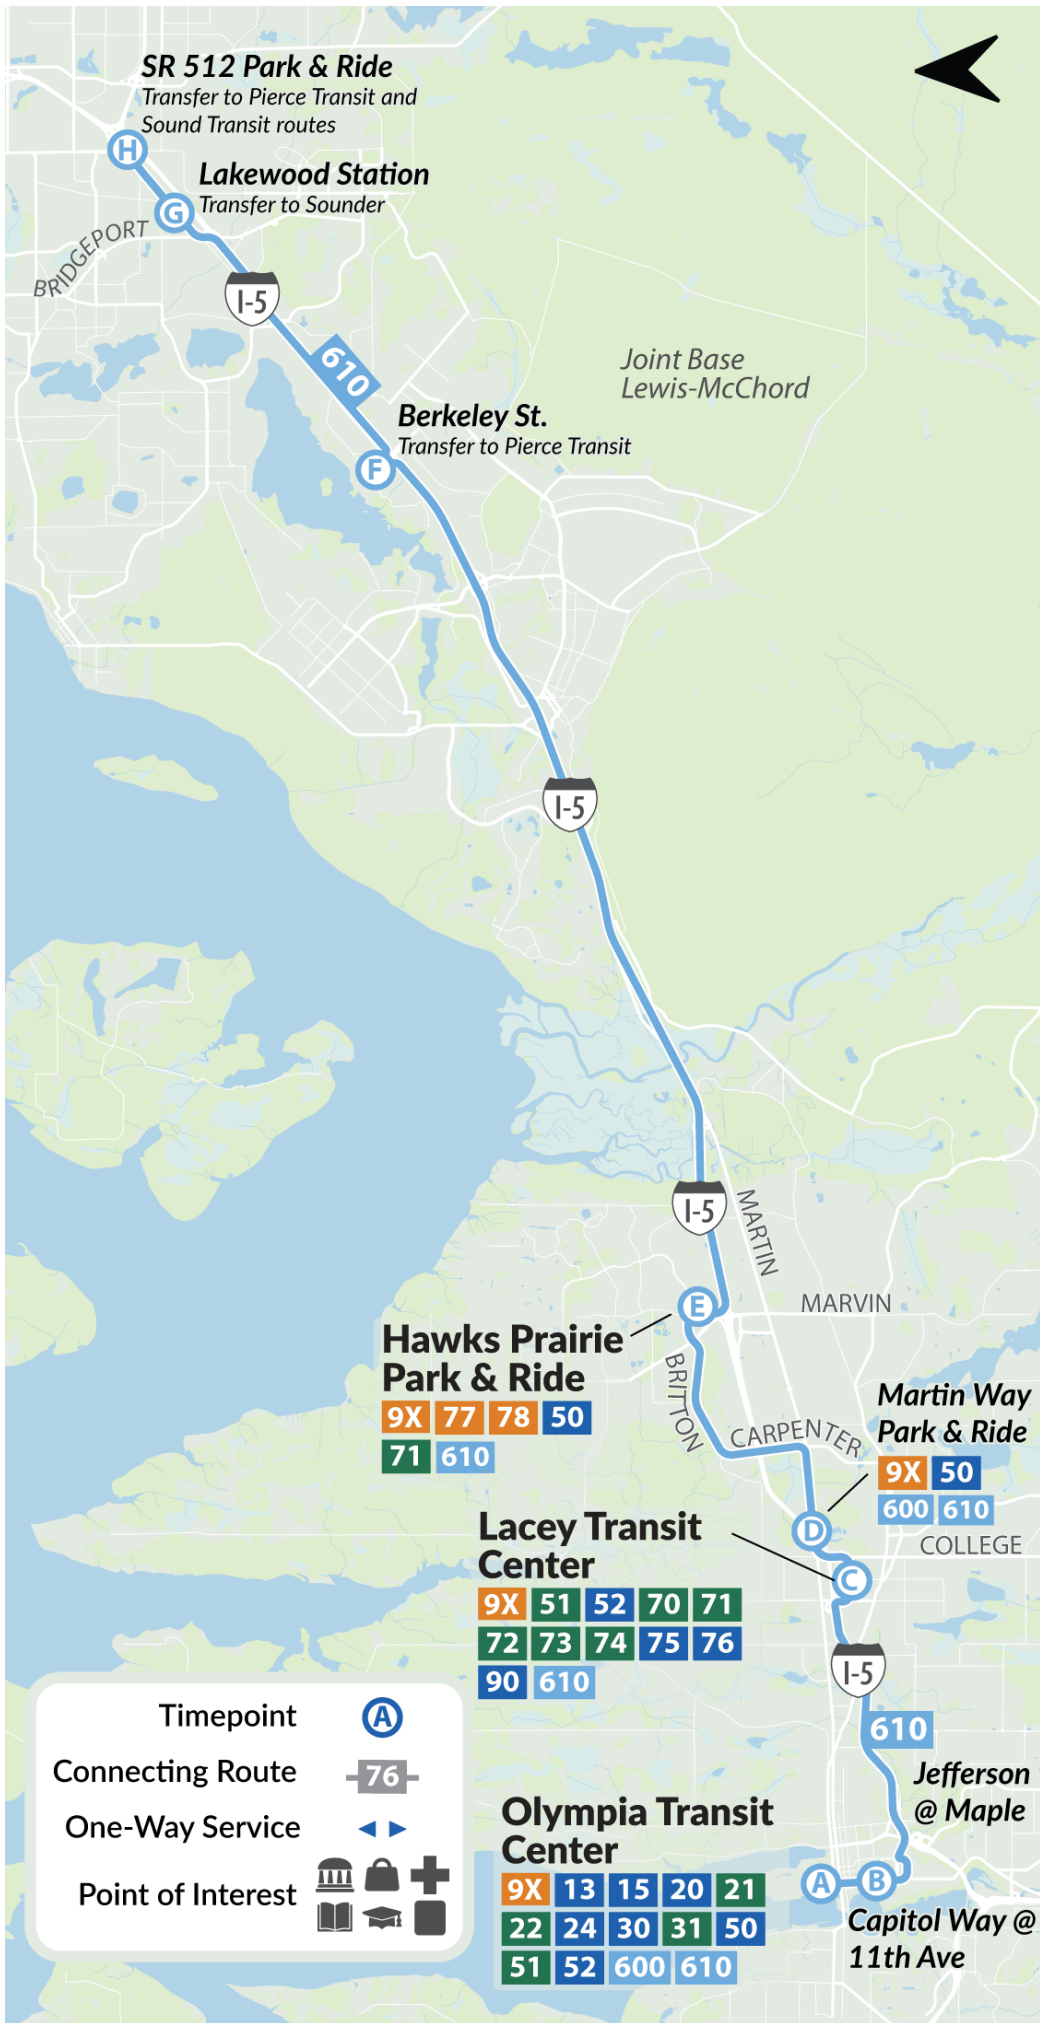 SR 512 Park & Ride
Transfer to Pierce Transit and
Sound Transit routes
H
Lakewood Station
Transfer to Sounder
G
BRIDGEPORT
I-5
610
Joint Base
Lewis-McChord
Berkeley St.
Transfer to Pierce Transit
F
I-5
I-5
MARTIN
E
MARVIN
Hawks Prairie
Park & Ride
9X 77 78 50
71 610
BRITTON
CARPENTER
Martin Way
Park & Ride
9X 50
600 610
D
COLLEGE
Lacey Transit
Center
9X 51 52 70 71
72 73 74 75 76
90 610
C
I-5
610
Jefferson
@ Maple
Olympia Transit
Center
9X 13 15 20 21
22 24 30 31 50
51 52 600 610
A
B
Capitol Way @
11th Ave
Timepoint A
Connecting Route 76
One-Way Service
Point of Interest